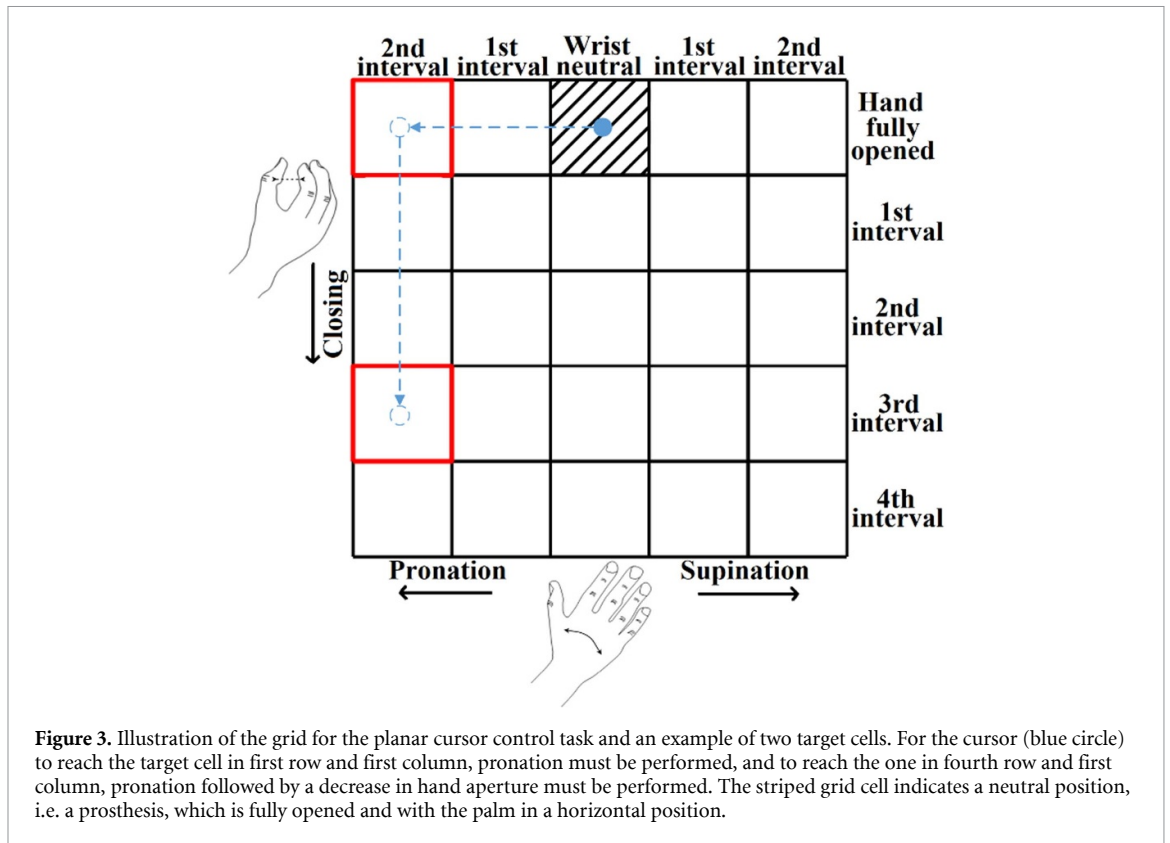 2nd interval
1st interval
Wrist neutral
1st interval
2nd interval
Hand fully opened
1st interval
2nd interval
3rd interval
4th interval
Closing
Pronation
Supination
Figure 3. Illustration of the grid for the planar cursor control task and an example of two target cells. For the cursor (blue circle)
to reach the target cell in first row and first column, pronation must be performed, and to reach the one in fourth row and first
column, pronation followed by a decrease in hand aperture must be performed. The striped grid cell indicates a neutral position,
i.e. a prosthesis, which is fully opened and with the palm in a horizontal position.